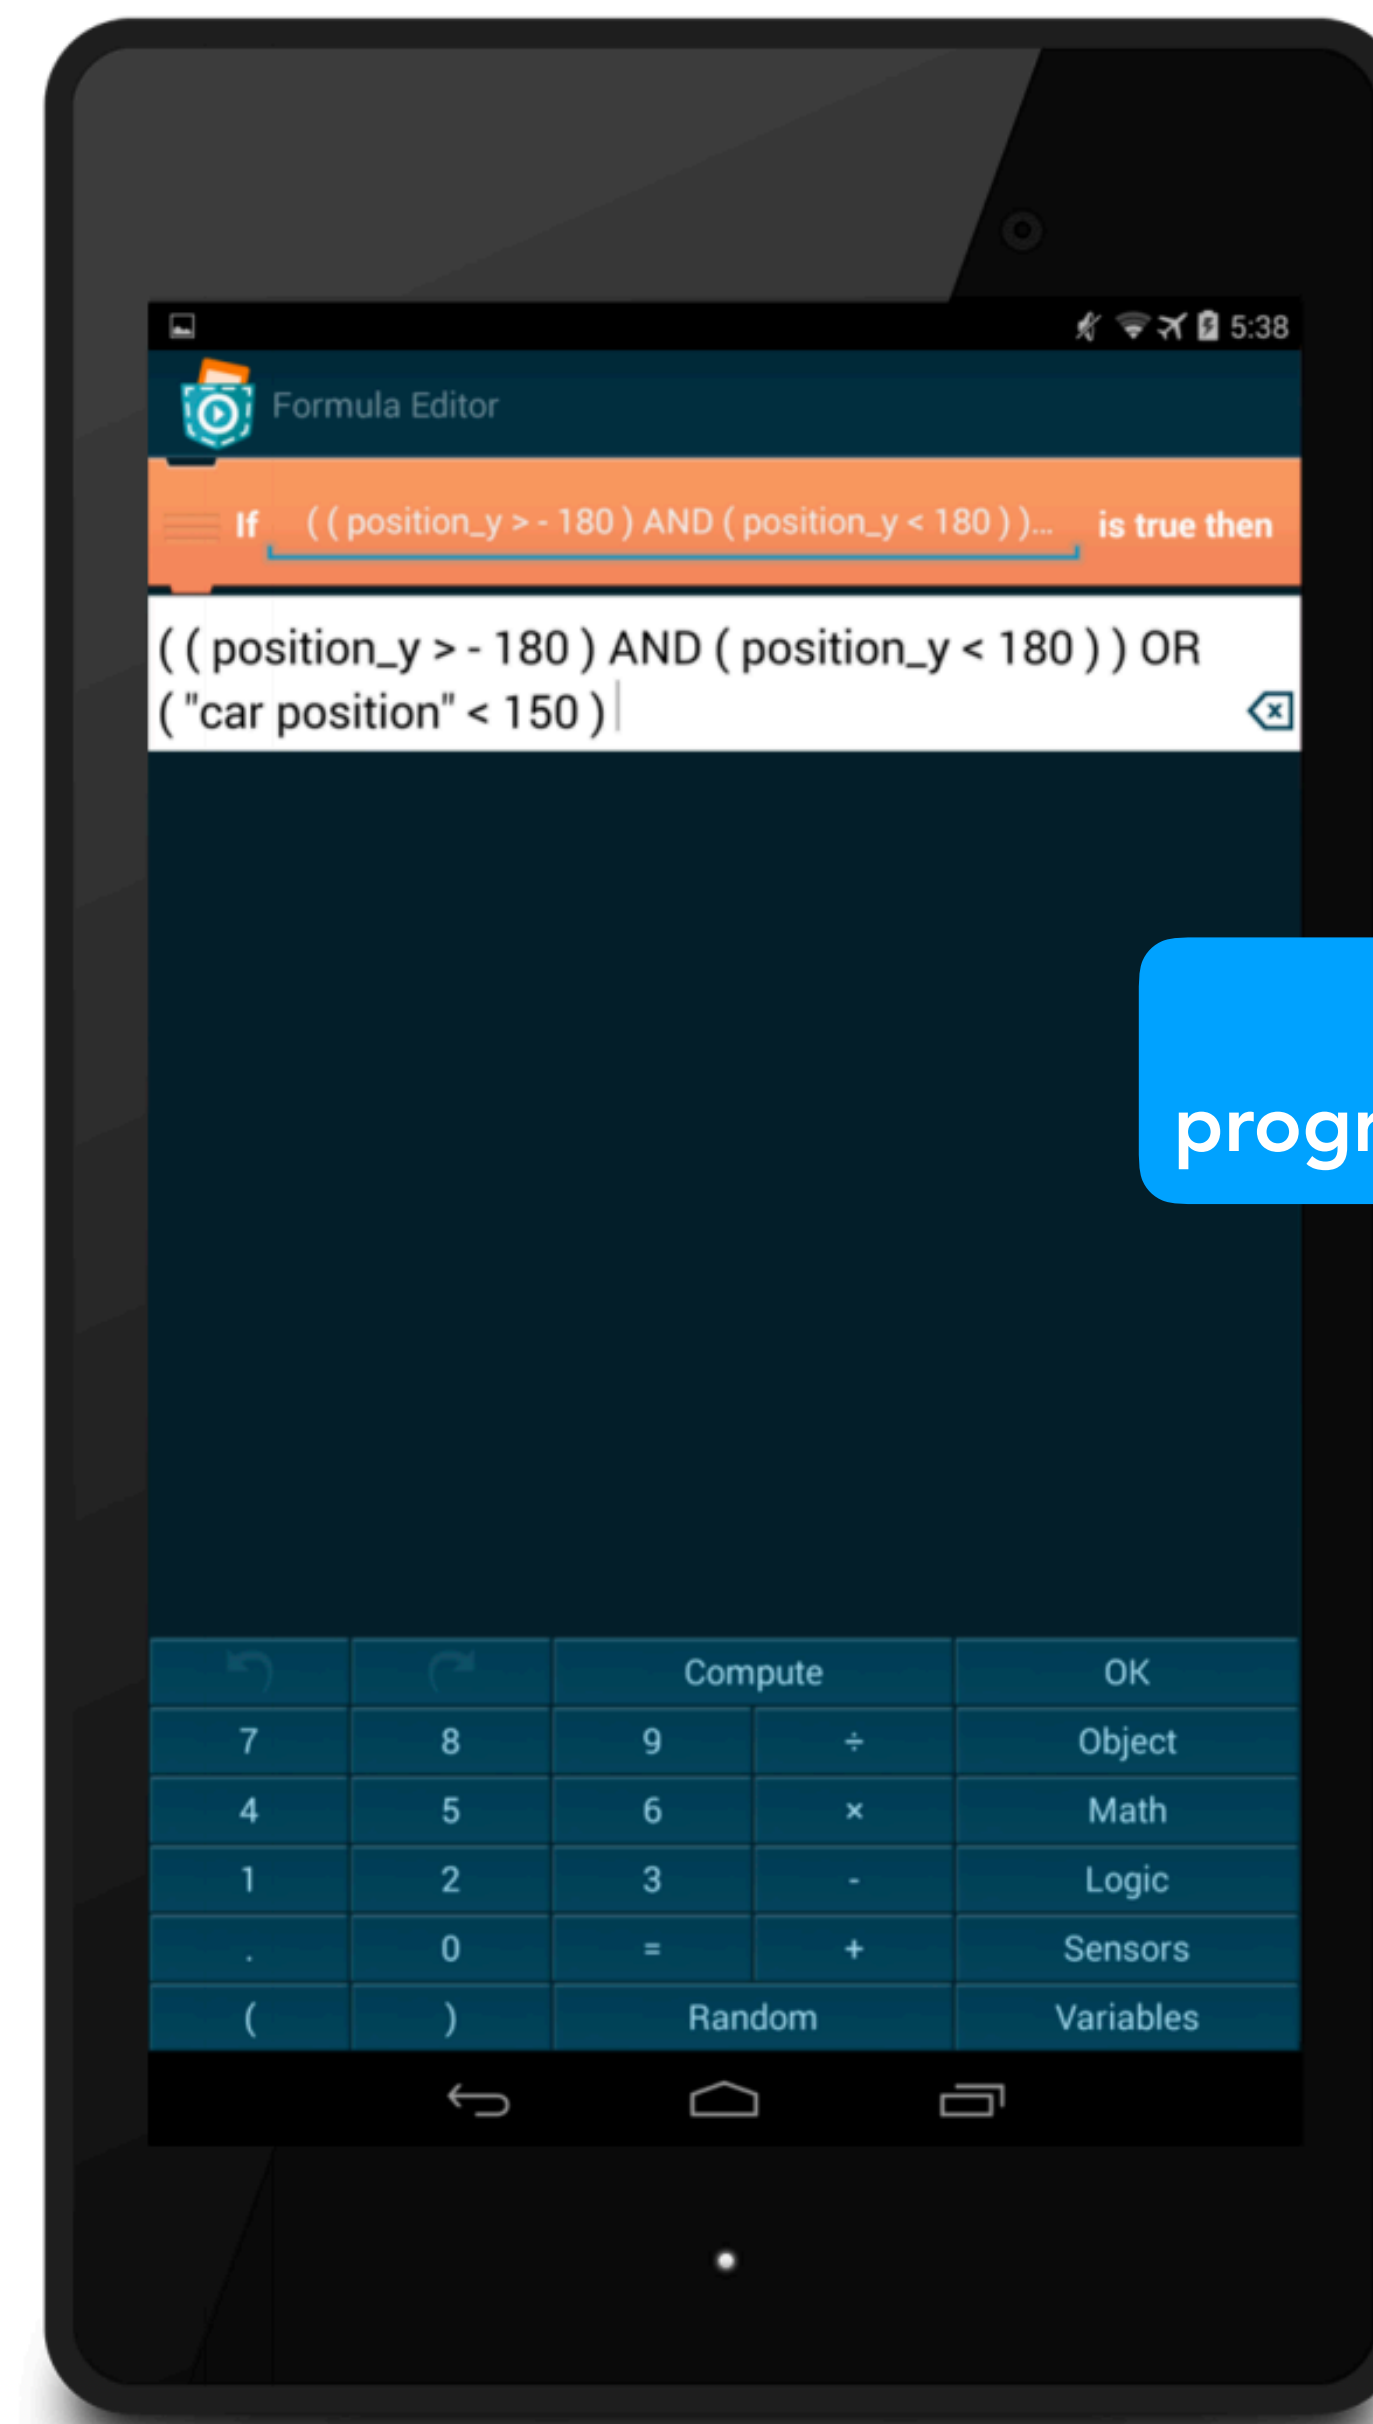 5:38
Formula Editor
If ( ( position_y > - 180 ) AND ( position_y < 180 ) )... is true then
( ( position_y > - 180 ) AND ( position_y < 180 ) ) OR
( "car position" < 150 )
Compute OK
7 8 9 ÷ Object
4 5 6 × Math
1 2 3 - Logic
. 0 = + Sensors
( ) Random Variables